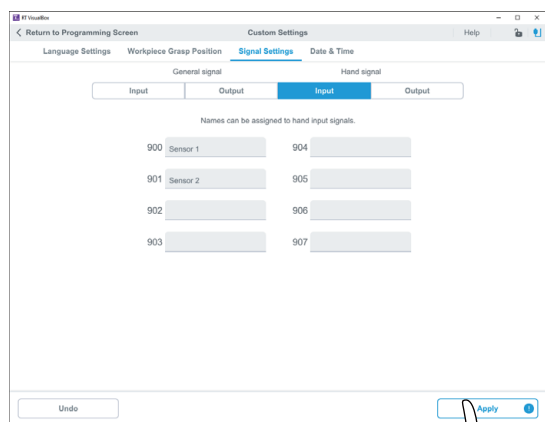 RT VisualBox
Return to Programming Screen Custom Settings Help
Language Settings Workpiece Grasp Position Signal Settings Date & Time
General signal Hand signal
Input Output Input Output
Names can be assigned to hand input signals.
900 Sensor 1 904
901 Sensor 2 905
902 906
903 907
Undo Apply